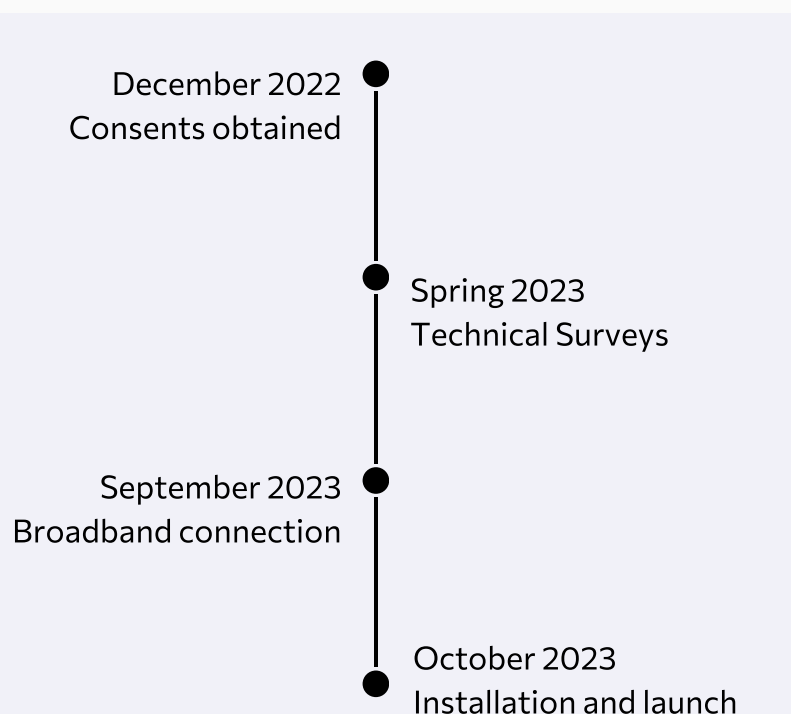 December 2022
Consents obtained
Spring 2023
Technical Surveys
September 2023
Broadband connection
October 2023
Installation and launch